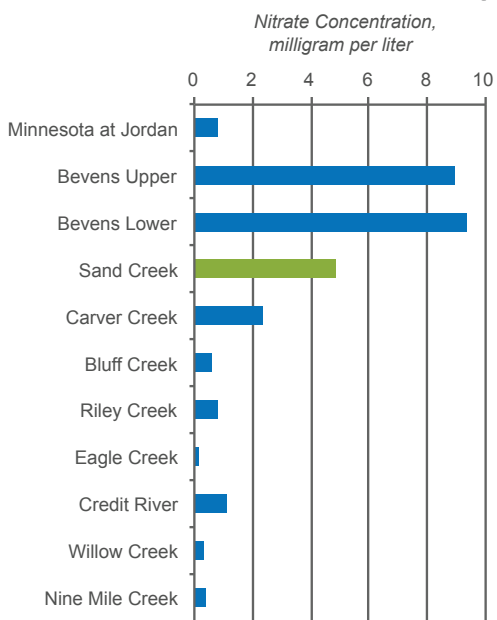 Nitrate Concentration,
milligram per liter
0 2 4 6 8 10
Minnesota at Jordan
Bevens Upper
Bevens Lower
Sand Creek
Carver Creek
Bluff Creek
Riley Creek
Eagle Creek
Credit River
Willow Creek
Nine Mile Creek